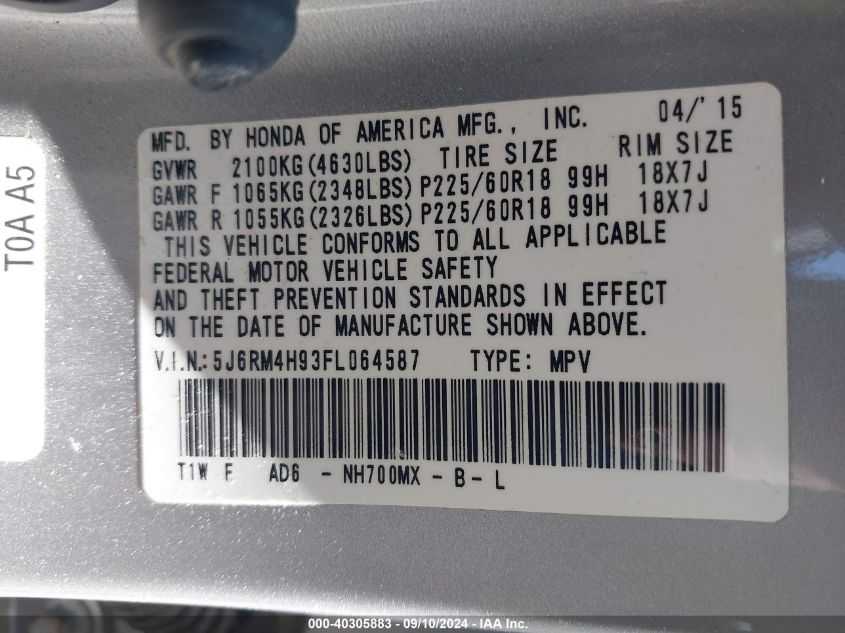 MFD. BY HONDA OF AMERICA MFG., INC. 04/'15
GVWR 2100KG(4630LBS) TIRE SIZE RIM SIZE
GAWR F 1065KG(2348LBS) P225/60R18 99H 18X7J
GAWR R 1055KG(2326LBS) P225/60R18 99H 18X7J
THIS VEHICLE CONFORMS TO ALL APPLICABLE
FEDERAL MOTOR VEHICLE SAFETY
AND THEFT PREVENTION STANDARDS IN EFFECT
ON THE DATE OF MANUFACTURE SHOWN ABOVE.
V.I.N.: 5J6RM4H93FL064587 TYPE: MPV
T1W F AD6 - NH700MX - B - L
T0A A5
000-40305883 - 09/10/2024 - IAA Inc.